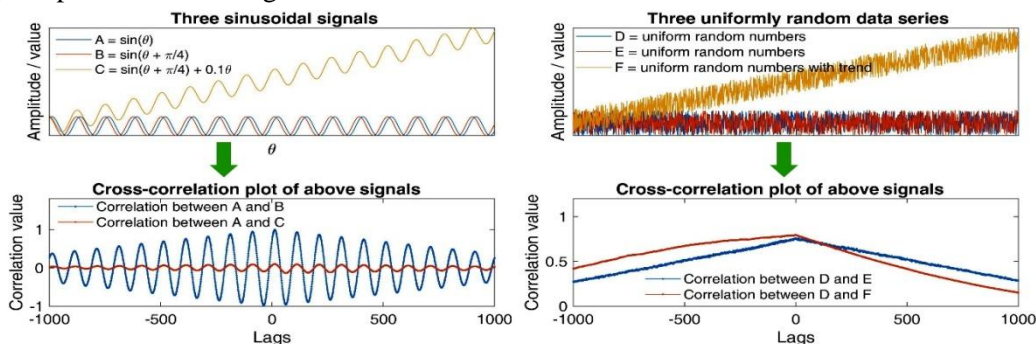 Three sinusoidal signals
Amplitude / value
A = sin(θ)
B = sin(θ + π/4)
C = sin(θ + π/4) + 0.1θ
θ
Three uniformly random data series
Amplitude / value
D = uniform random numbers
E = uniform random numbers
F = uniform random numbers with trend
Cross-correlation plot of above signals
Correlation value
Correlation between A and B
Correlation between A and C
1
0
-1
-1000 -500 0 500 1000
Lags
Cross-correlation plot of above signals
Correlation value
1
0.5
0
Correlation between D and E
Correlation between D and F
-1000 -500 0 500 1000
Lags